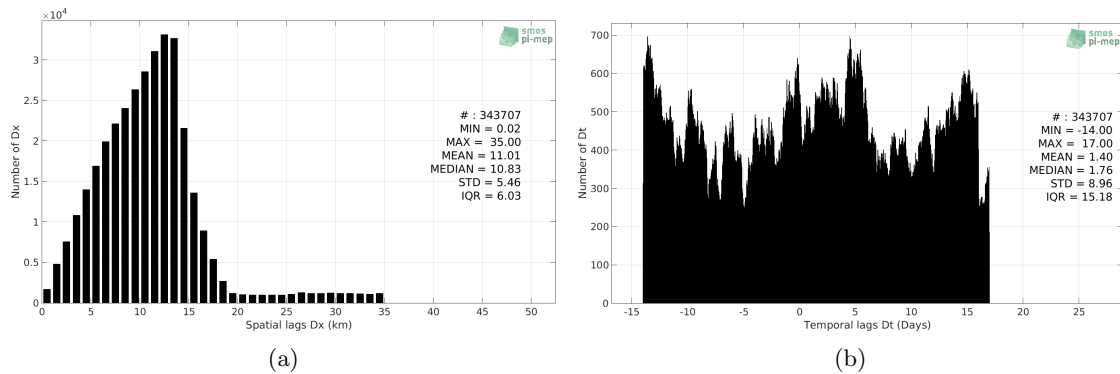 ×10⁴
3
2.5
2
1.5
1
0.5
0
Number of Dx
smos
pi-mep
# : 343707
MIN = 0.02
MAX = 35.00
MEAN = 11.01
MEDIAN = 10.83
STD = 5.46
IQR = 6.03
0 5 10 15 20 25 30 35 40 45 50
Spatial lags Dx (km)
(a)
700
600
500
400
300
200
100
0
Number of Dt
smos
pi-mep
# : 343707
MIN = -14.00
MAX = 17.00
MEAN = 1.40
MEDIAN = 1.76
STD = 8.96
IQR = 15.18
-15 -10 -5 0 5 10 15 20 25
Temporal lags Dt (Days)
(b)